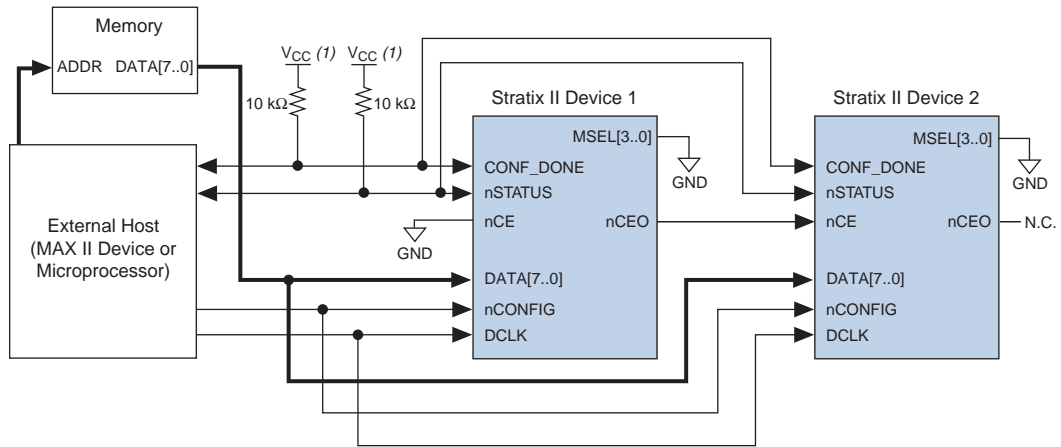 Memory
ADDR DATA[7..0]
VCC (1) VCC (1)
10 kΩ 10 kΩ
Stratix II Device 1
MSEL[3..0]
CONF_DONE
nSTATUS
nCE nCEO
GND
GND
DATA[7..0]
nCONFIG
DCLK
Stratix II Device 2
MSEL[3..0]
CONF_DONE
nSTATUS
nCE nCEO N.C.
GND
DATA[7..0]
nCONFIG
DCLK
External Host
(MAX II Device or
Microprocessor)